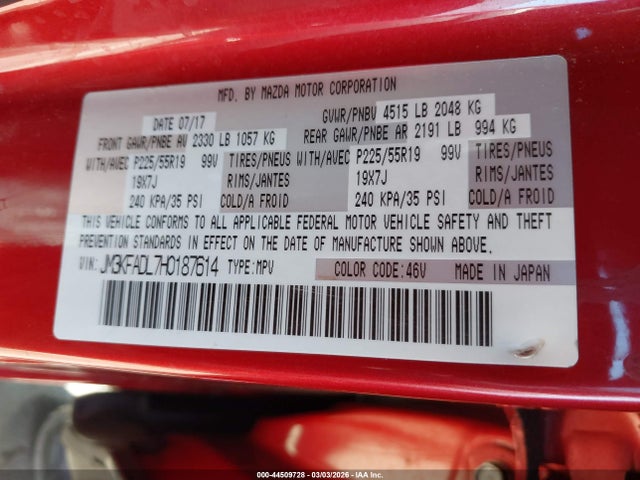 MFD. BY MAZDA MOTOR CORPORATION
DATE 07/17 GVWR/PNBV 4515 LB 2048 KG
FRONT GAWR/PNBE AV 2330 LB 1057 KG REAR GAWR/PNBE AR 2191 LB 994 KG
WITH/AVEC P225/55R19 99V TIRES/PNEUS WITH/AVEC P225/55R19 99V TIRES/PNEUS
19X7J RIMS/JANTES 19X7J RIMS/JANTES
240 KPA/35 PSI COLD/A FROID 240 KPA/35 PSI COLD/A FROID
THIS VEHICLE CONFORMS TO ALL APPLICABLE FEDERAL MOTOR VEHICLE SAFETY AND THEFT
PREVENTION STANDARDS IN EFFECT ON THE DATE OF MANUFACTURE SHOWN ABOVE.
VIN: JM3KFADL7H0187614 TYPE:MPV COLOR CODE:46V MADE IN JAPAN
000-44509728 — 03/03/2026 — IAA Inc.